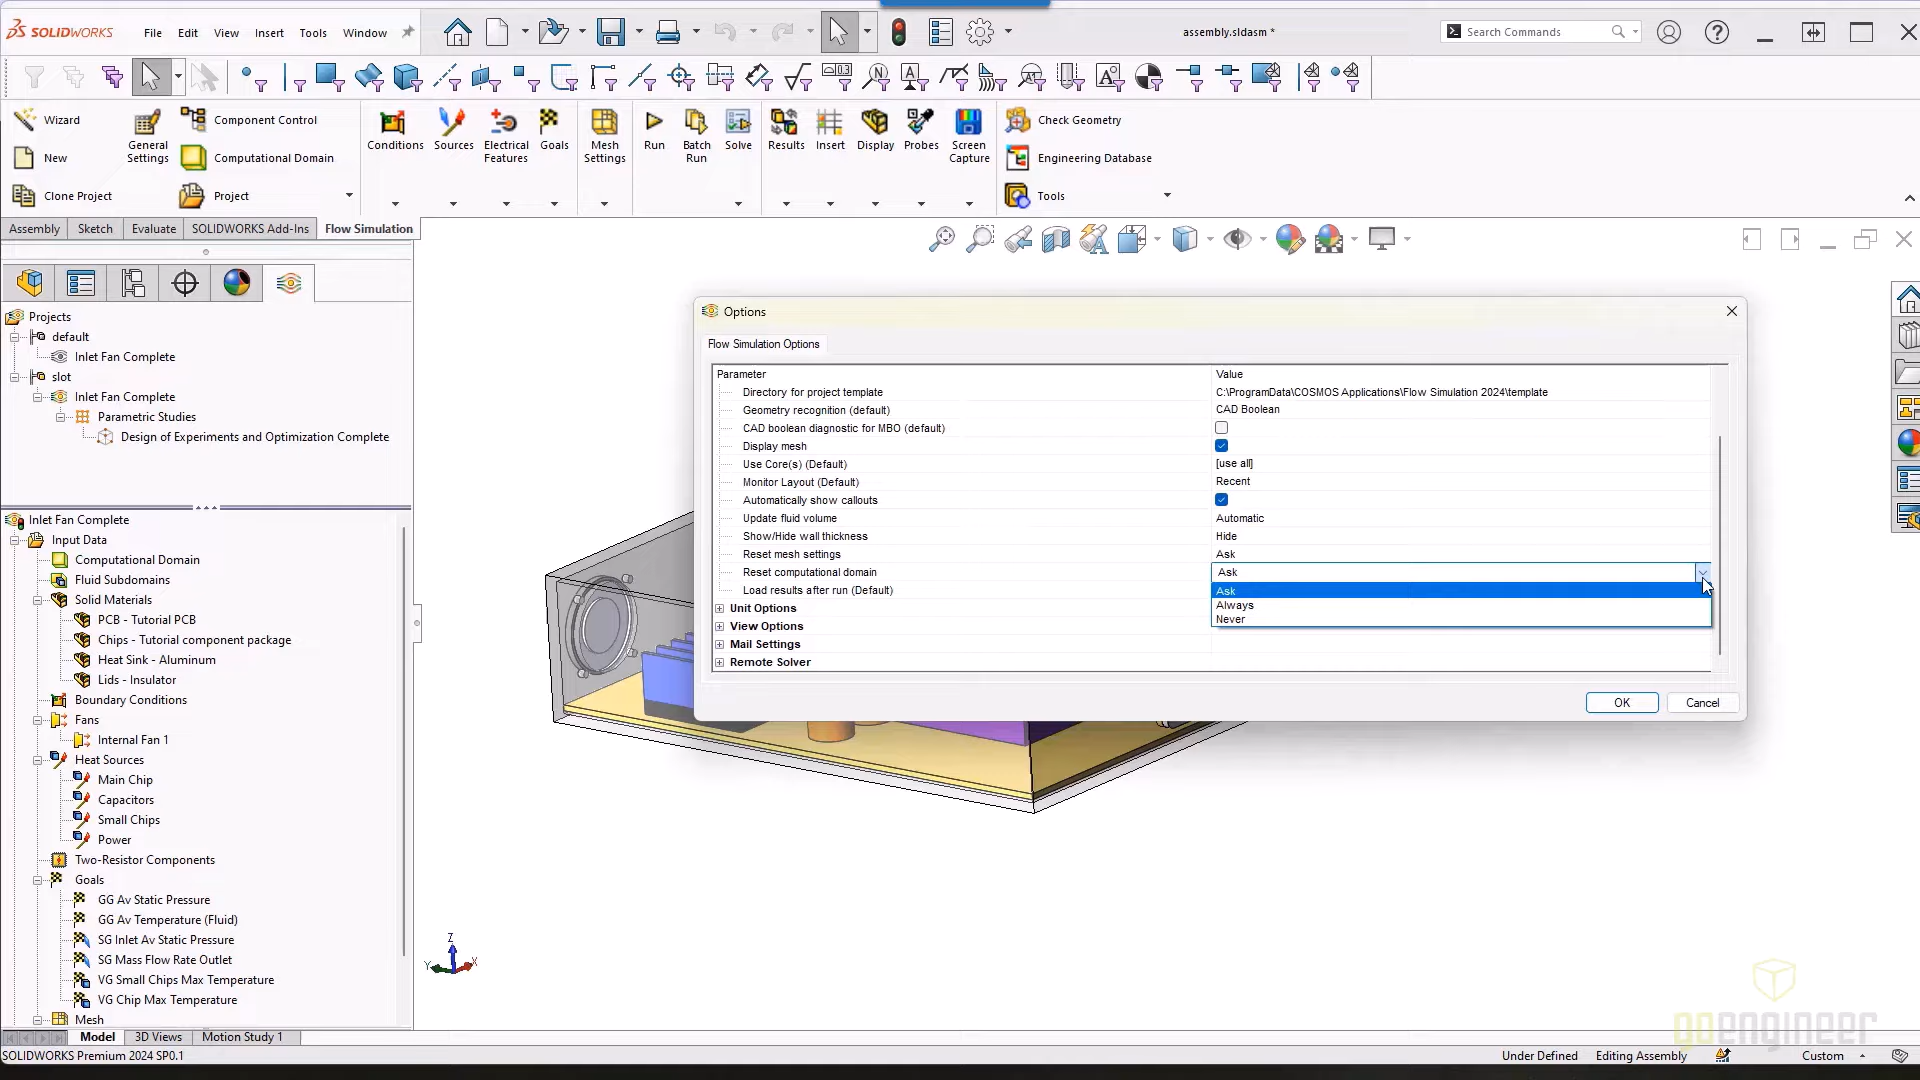 SOLIDWORKS
File Edit View Insert Tools Window
assembly.sldasm *
Search Commands
Wizard
New
Clone Project
General Settings
Component Control
Computational Domain
Project
Conditions
Sources
Electrical Features
Goals
Mesh Settings
Run
Batch Run
Solve
Results
Insert
Display
Probes
Screen Capture
Check Geometry
Engineering Database
Tools
Assembly Sketch Evaluate SOLIDWORKS Add-Ins Flow Simulation
Projects
default
Inlet Fan Complete
slot
Inlet Fan Complete
Parametric Studies
Design of Experiments and Optimization Complete
Inlet Fan Complete
Input Data
Computational Domain
Fluid Subdomains
Solid Materials
PCB - Tutorial PCB
Chips - Tutorial component package
Heat Sink - Aluminum
Lids - Insulator
Boundary Conditions
Fans
Internal Fan 1
Heat Sources
Main Chip
Capacitors
Small Chips
Power
Two-Resistor Components
Goals
GG Av Static Pressure
GG Av Temperature (Fluid)
SG Inlet Av Static Pressure
SG Mass Flow Rate Outlet
VG Small Chips Max Temperature
VG Chip Max Temperature
Mesh
Options
Flow Simulation Options
Parameter Value
Directory for project template C:\ProgramData\COSMOS Applications\Flow Simulation 2024\template
Geometry recognition (default) CAD Boolean
CAD boolean diagnostic for MBO (default)
Display mesh
Use Core(s) (Default) [use all]
Monitor Layout (Default) Recent
Automatically show callouts
Update fluid volume Automatic
Show/Hide wall thickness Hide
Reset mesh settings Ask
Reset computational domain Ask
Load results after run (Default) Ask
Always
Never
Unit Options
View Options
Mail Settings
Remote Solver
OK Cancel
Z
Y X
goengineer
Model 3D Views Motion Study 1
SOLIDWORKS Premium 2024 SP0.1
Under Defined Editing Assembly Custom